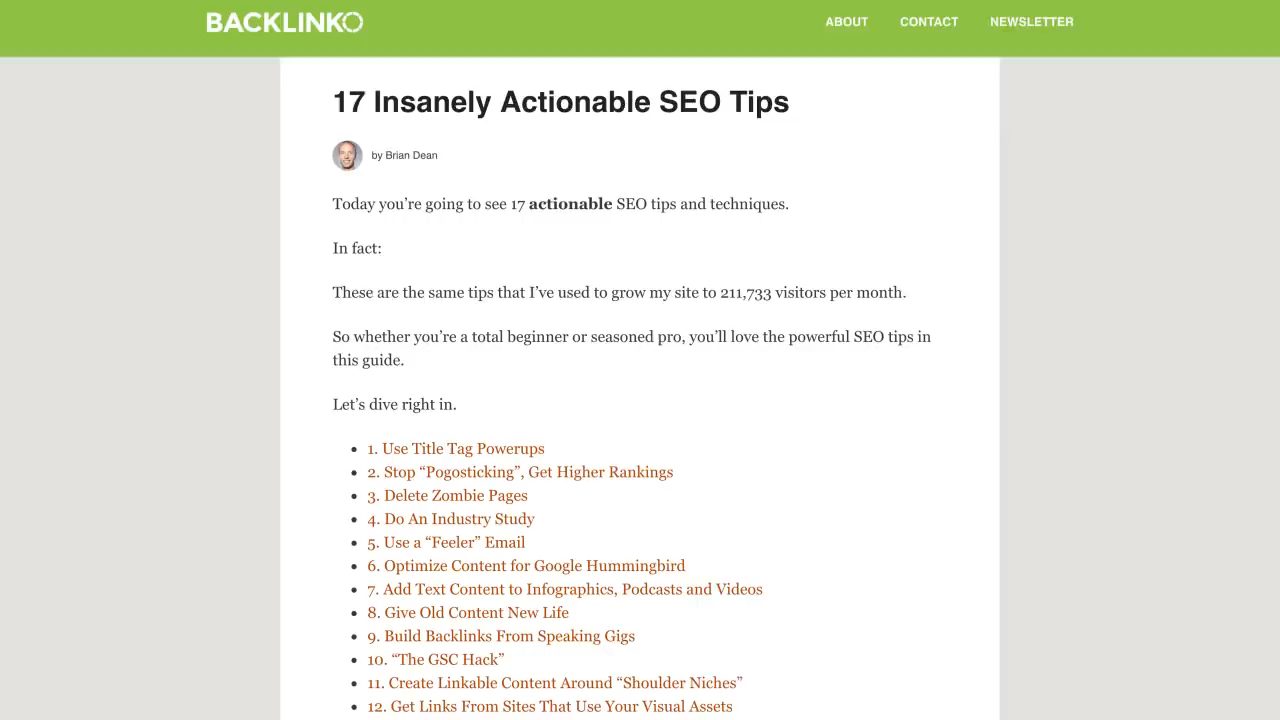 BACKLINKO
ABOUT CONTACT NEWSLETTER
17 Insanely Actionable SEO Tips
by Brian Dean
Today you’re going to see 17 actionable SEO tips and techniques.
In fact:
These are the same tips that I’ve used to grow my site to 211,733 visitors per month.
So whether you’re a total beginner or seasoned pro, you’ll love the powerful SEO tips in
this guide.
Let’s dive right in.
• 1. Use Title Tag Powerups
• 2. Stop “Pogosticking”, Get Higher Rankings
• 3. Delete Zombie Pages
• 4. Do An Industry Study
• 5. Use a “Feeler” Email
• 6. Optimize Content for Google Hummingbird
• 7. Add Text Content to Infographics, Podcasts and Videos
• 8. Give Old Content New Life
• 9. Build Backlinks From Speaking Gigs
• 10. “The GSC Hack”
• 11. Create Linkable Content Around “Shoulder Niches”
• 12. Get Links From Sites That Use Your Visual Assets